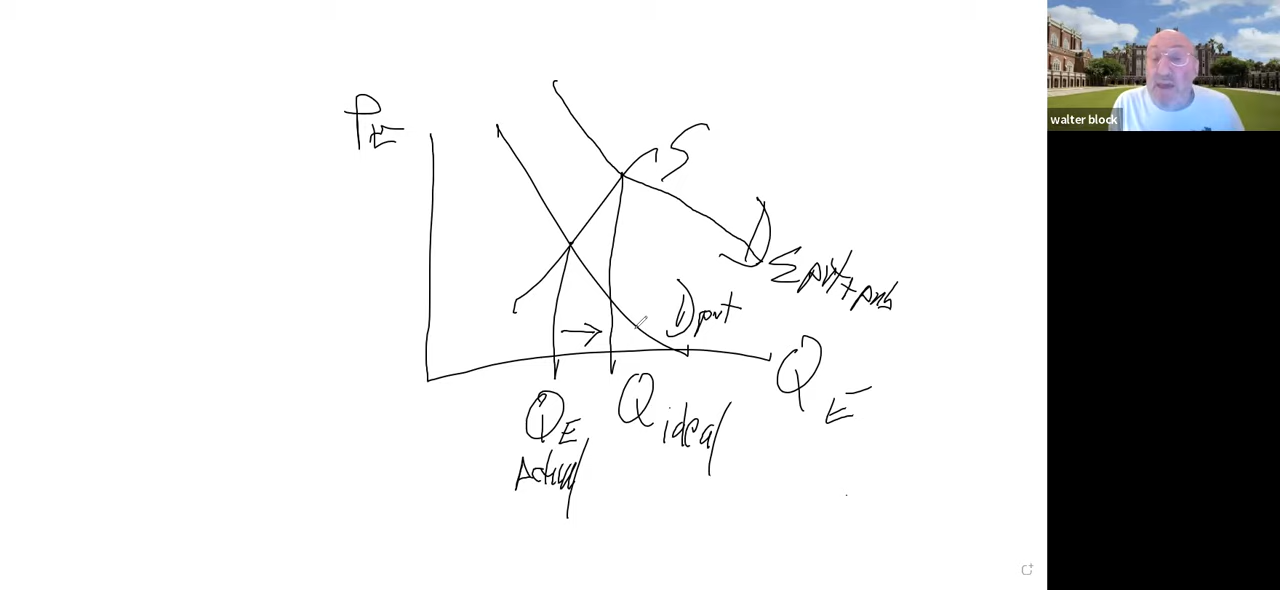 walter block
P E
S
D
D
Q E
Q E
Q ideal
Actual